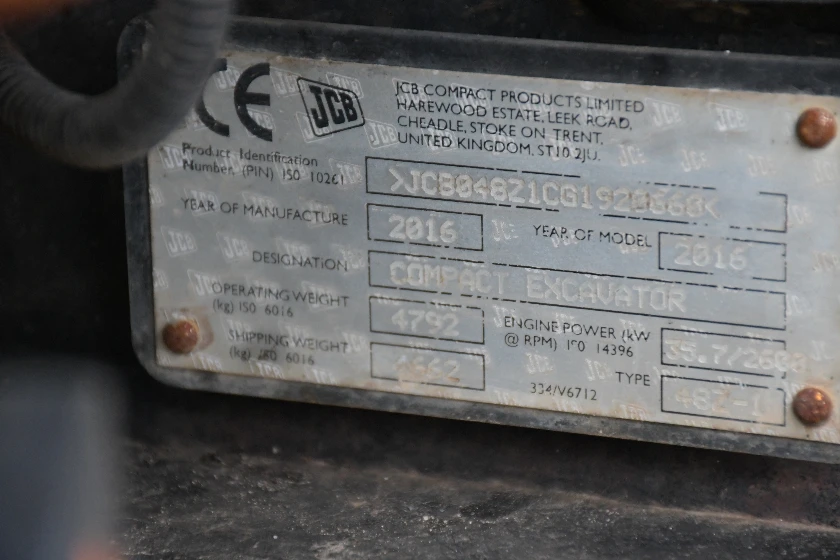 CE
JCB
JCB COMPACT PRODUCTS LIMITED
HAREWOOD ESTATE, LEEK ROAD,
CHEADLE, STOKE ON TRENT,
UNITED KINGDOM, ST10 2JU.
Product Identification
Number (PIN) ISO 10261
YEAR OF MANUFACTURE 2016 YEAR OF MODEL 2016
DESIGNATION COMPACT EXCAVATOR
OPERATING WEIGHT
(kg) ISO 6016 4792
ENGINE POWER (kW
@ RPM) ISO 14396
SHIPPING WEIGHT
(kg) ISO 6016
334/V6712 TYPE 48Z-1